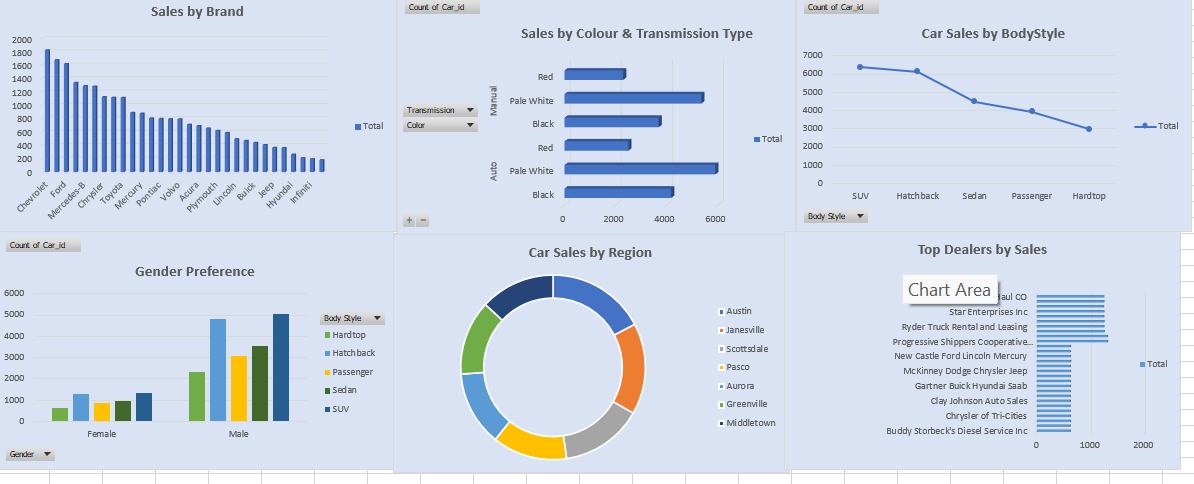 Sales by Brand
2000
1800
1600
1400
1200
1000
800
600
400
200
0
Chevrolet
Ford
Mercedes-B
Chrysler
Toyota
Mercury
Pontiac
Volvo
Acura
Plymouth
Lincoln
Buick
Jeep
Hyundai
Infiniti
Total
Count of Car_id
Sales by Colour & Transmission Type
Transmission
Color
Manual
Auto
Red
Pale White
Black
Red
Pale White
Black
0 2000 4000 6000
Total
+ −
Count of Car_id
Car Sales by BodyStyle
7000
6000
5000
4000
3000
2000
1000
0
SUV Hatchback Sedan Passenger Hardtop
Total
Body Style
Count of Car_id
Gender Preference
6000
5000
4000
3000
2000
1000
0
Female Male
Body Style
Hardtop
Hatchback
Passenger
Sedan
SUV
Gender
Car Sales by Region
Austin
Janesville
Scottsdale
Pasco
Aurora
Greenville
Middletown
Top Dealers by Sales
Chart Area
Haul CO
Star Enterprises Inc
Ryder Truck Rental and Leasing
Progressive Shippers Cooperative...
New Castle Ford Lincoln Mercury
McKinney Dodge Chrysler Jeep
Gartner Buick Hyundai Saab
Clay Johnson Auto Sales
Chrysler of Tri-Cities
Buddy Storbeck's Diesel Service Inc
0 1000 2000
Total